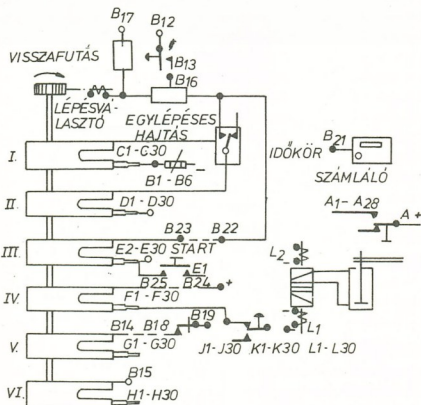 B17
B12
VISSZAFUTÁS
B13
B16
LÉPÉSVÁ-
LASZTÓ
EGYLÉPÉSES
HAJTÁS
I.
C1-C30
B1-B6
B21
IDŐKÖR
SZÁMLÁLÓ
II.
D1-D30
A1-A28
A+
III.
B23
B22
E2-E30 START
E1
L2
IV.
B25
B24
+
F1-F30
V.
B14
B18
B19
G1-G30
J1-J30
K1-K30
L1-L30
L1
VI.
B15
H1-H30